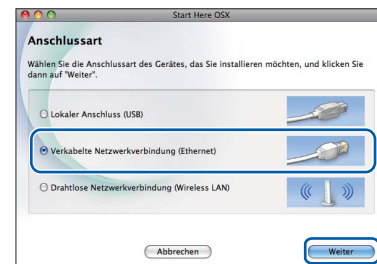 Start Here OSX
Anschlussart
Wählen Sie die Anschlussart des Gerätes, das Sie installieren möchten, und klicken Sie
dann auf "Weiter".
Lokaler Anschluss (USB)
Verkabelte Netzwerkverbindung (Ethernet)
Drahtlose Netzwerkverbindung (Wireless LAN)
Abbrechen
Weiter